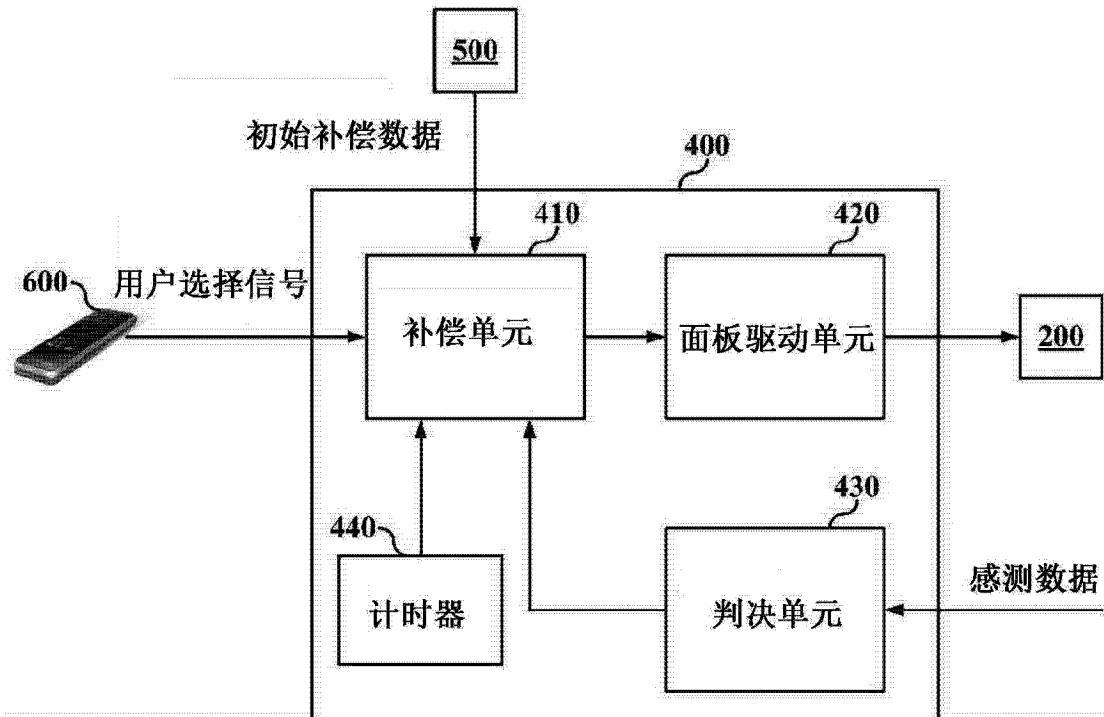 500
初始补偿数据
400
410
420
600
用户选择信号
补偿单元
面板驱动单元
200
430
440
感测数据
计时器
判决单元